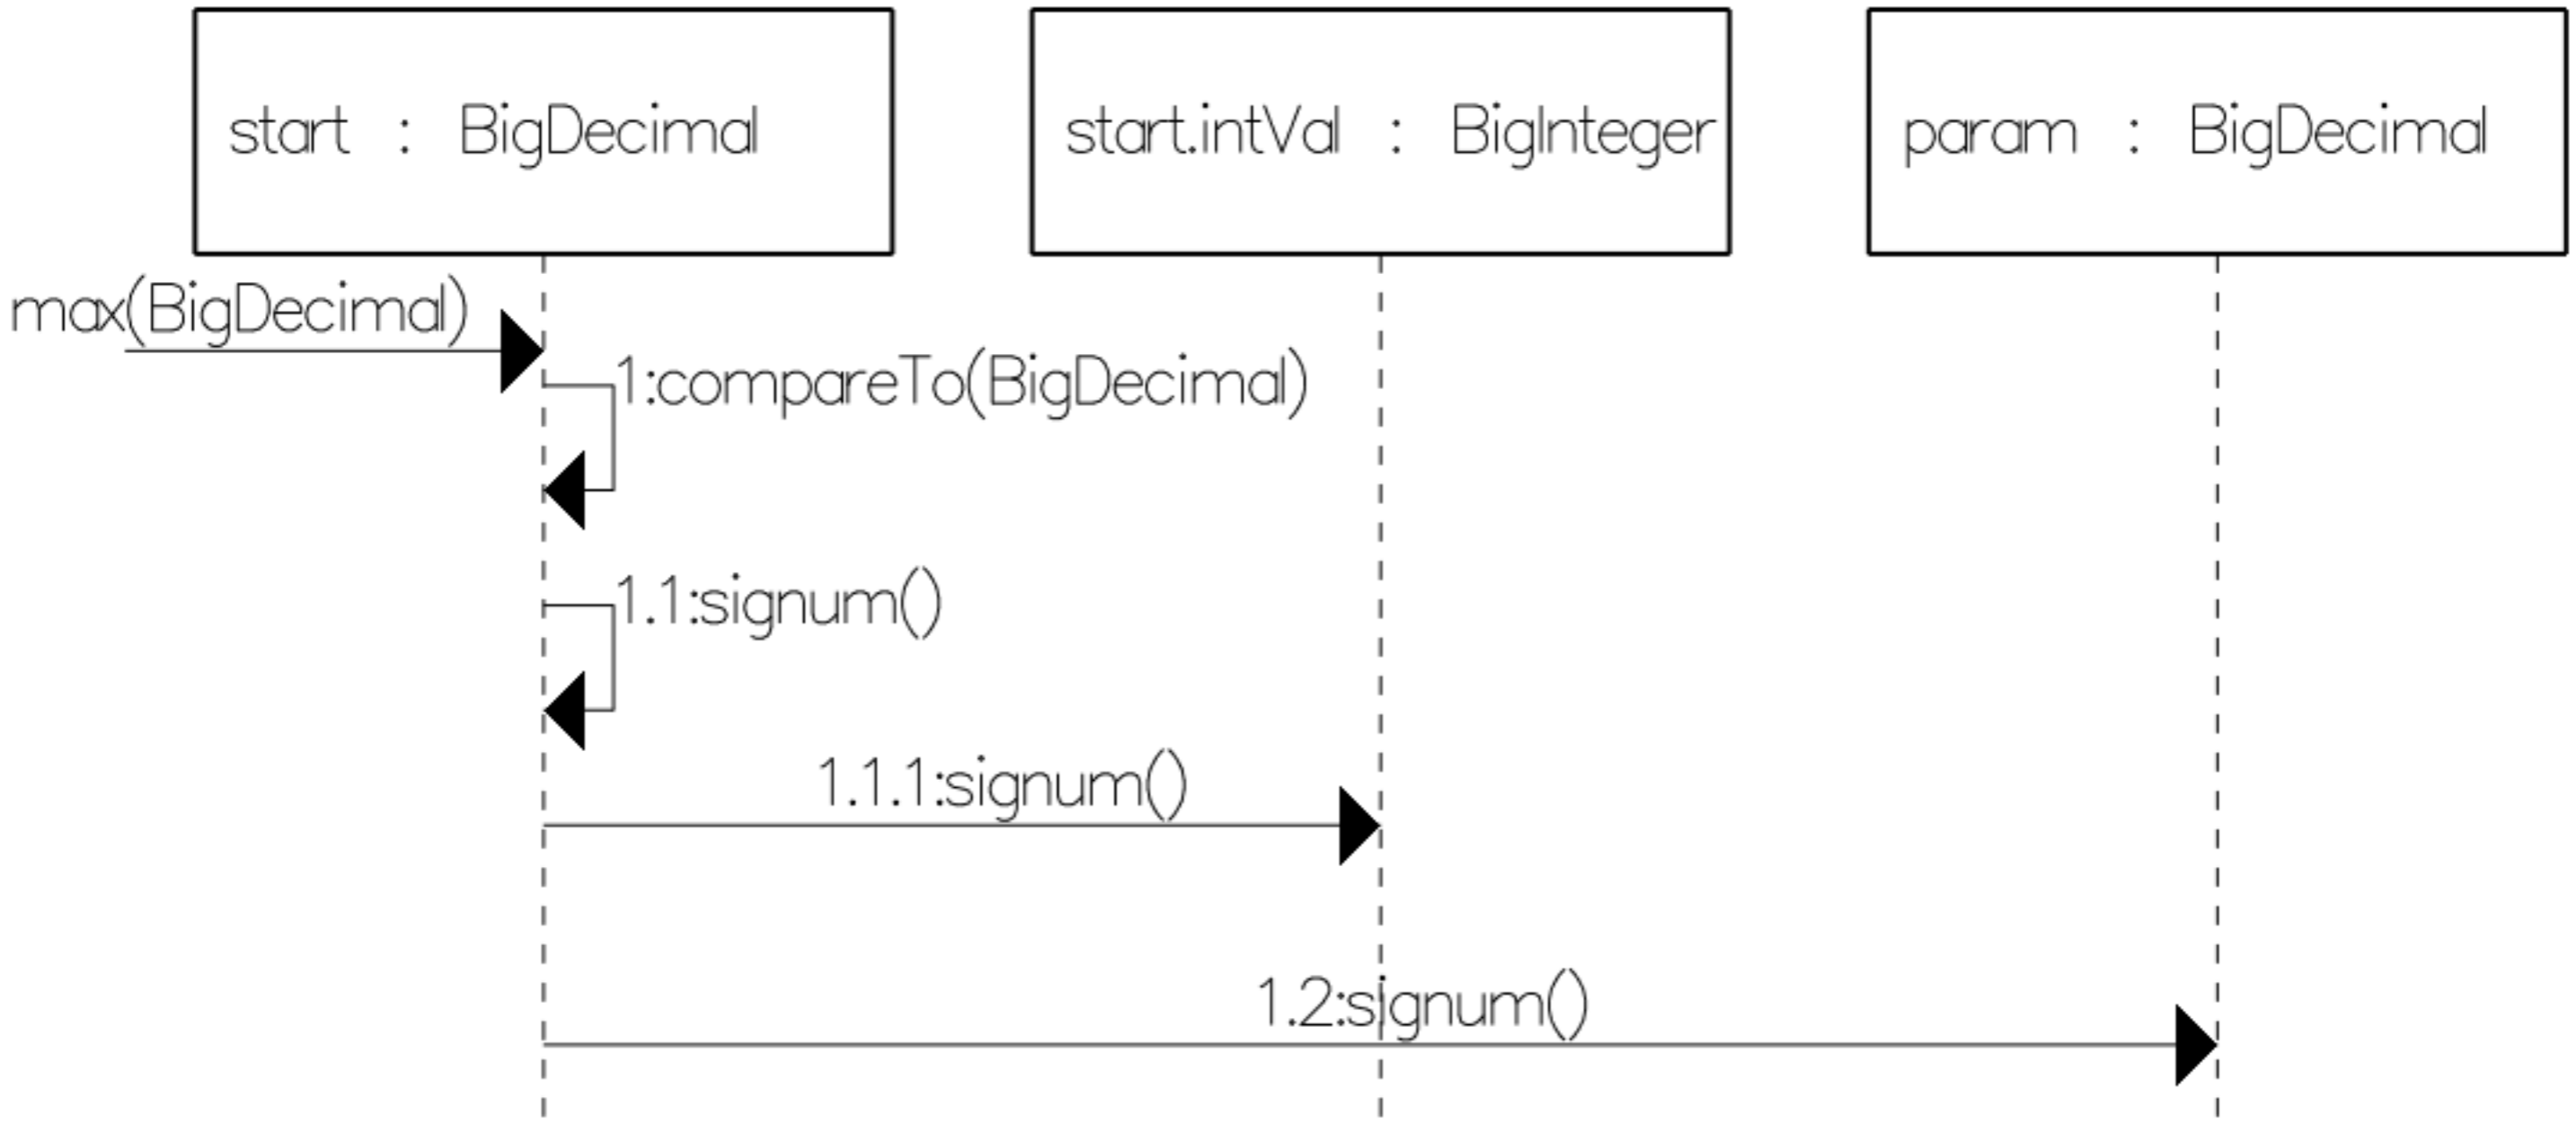 start : BigDecimal
start.intVal : BigInteger
param : BigDecimal
max(BigDecimal)
1:compareTo(BigDecimal)
1.1:signum()
1.1.1:signum()
1.2:signum()